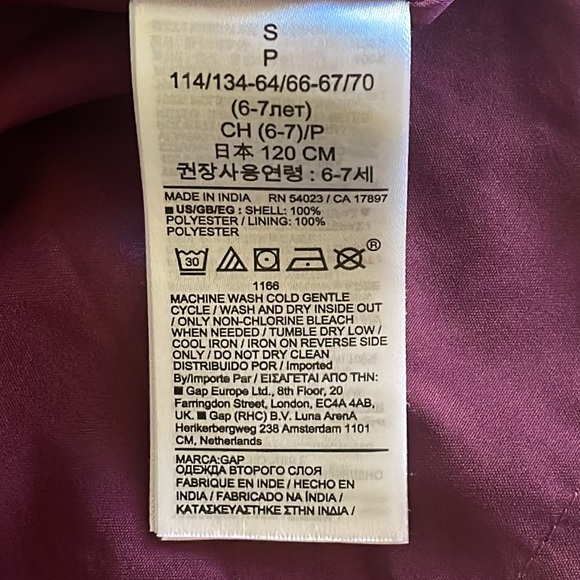 S
P
114/134-64/66-67/70
(6-7лет)
CH (6-7)/P
日本 120 CM
권장사용연령 : 6-7세
MADE IN INDIA RN 54023 / CA 17897
■ US/GB/EG : SHELL: 100%
POLYESTER / LINING: 100%
POLYESTER
30 ®
1166
MACHINE WASH COLD GENTLE
CYCLE / WASH AND DRY INSIDE OUT
/ ONLY NON-CHLORINE BLEACH
WHEN NEEDED / TUMBLE DRY LOW /
COOL IRON / IRON ON REVERSE SIDE
ONLY / DO NOT DRY CLEAN
DISTRIBUIDO POR / Imported
By/Importe Par / ΕΙΣΑΓΕΤΑΙ ΑΠΟ ΤΗΝ:
■ Gap Europe Ltd., 8th Floor, 20
Farringdon Street, London, EC4A 4AB,
UK. ■ Gap (RHC) B.V. Luna ArenA
Herikerbergweg 238 Amsterdam 1101
CM, Netherlands
MARCA:GAP
ОДЕЖДА ВТОРОГО СЛОЯ
FABRIQUE EN INDE / HECHO EN
INDIA / FABRICADO NA ÍNDIA /
ΚΑΤΑΣΚΕΥΑΣΤΗΚΕ ΣΤΗΝ ΙΝΔΙΑ /